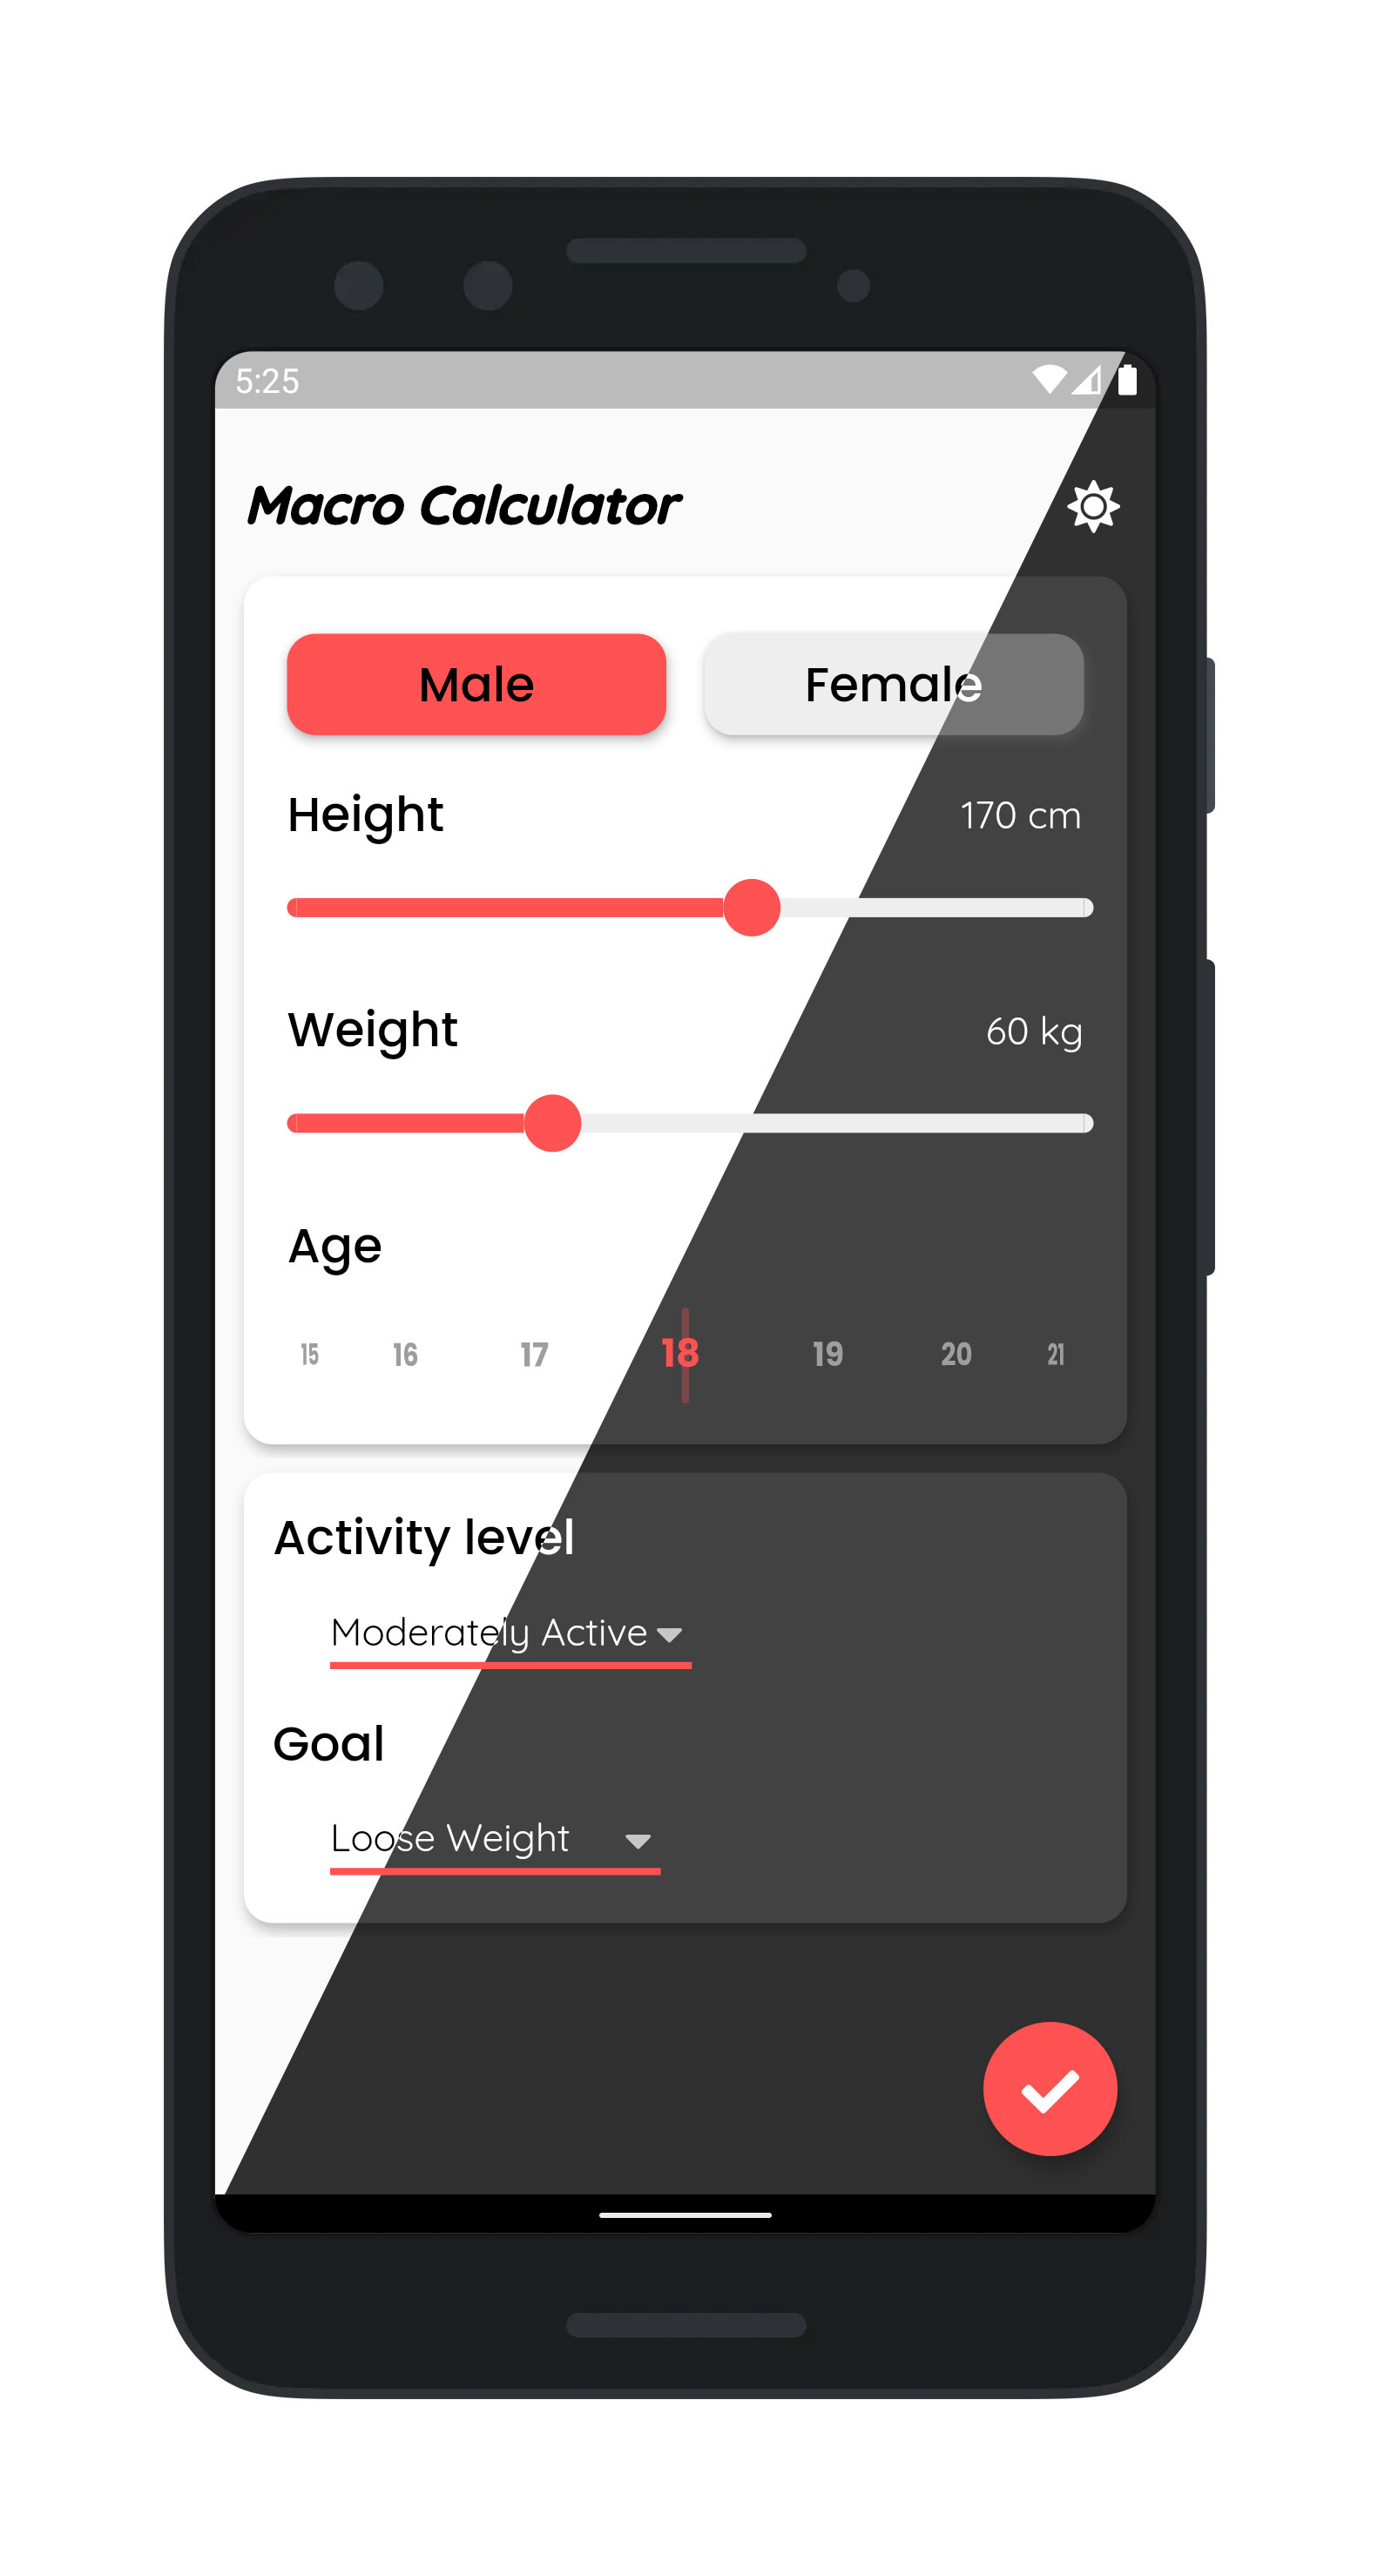 5:25
Macro Calculator
Male Female
Height 170 cm
Weight 60 kg
Age
15 16 17 18 19 20 21
Activity level
Moderately Active
Goal
Loose Weight